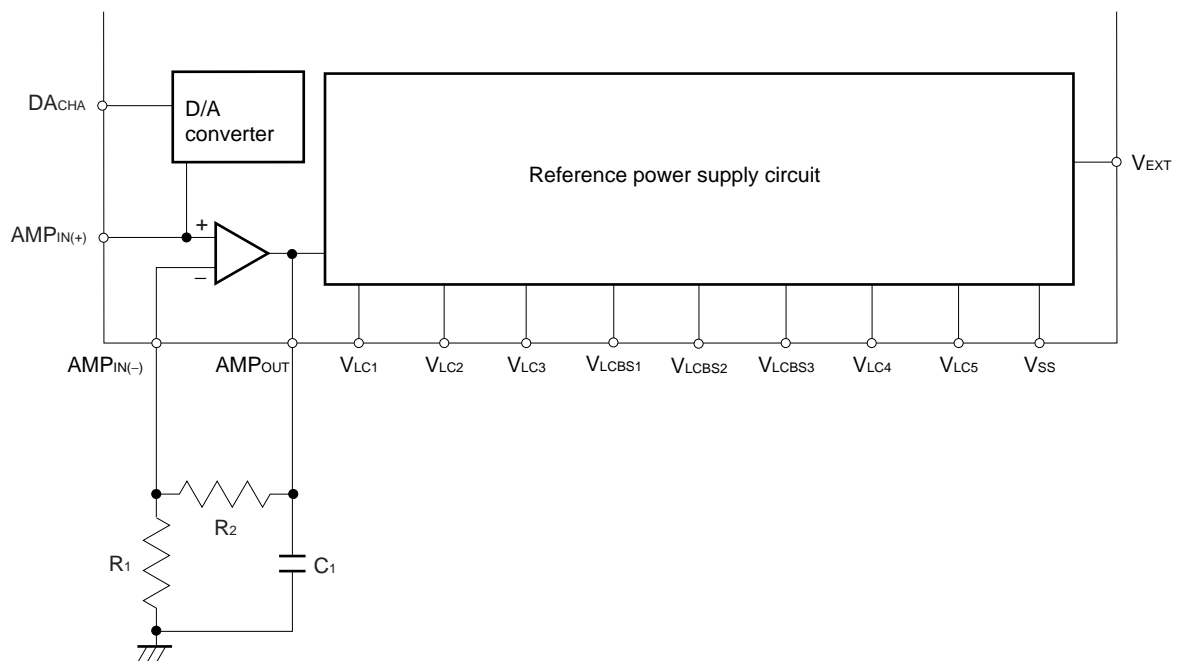 DACHA
D/A
converter
Reference power supply circuit
VEXT
AMPIN(+)
+
−
AMPIN(−)
AMPOUT
VLC1
VLC2
VLC3
VLCBS1
VLCBS2
VLCBS3
VLC4
VLC5
VSS
R2
R1
C1